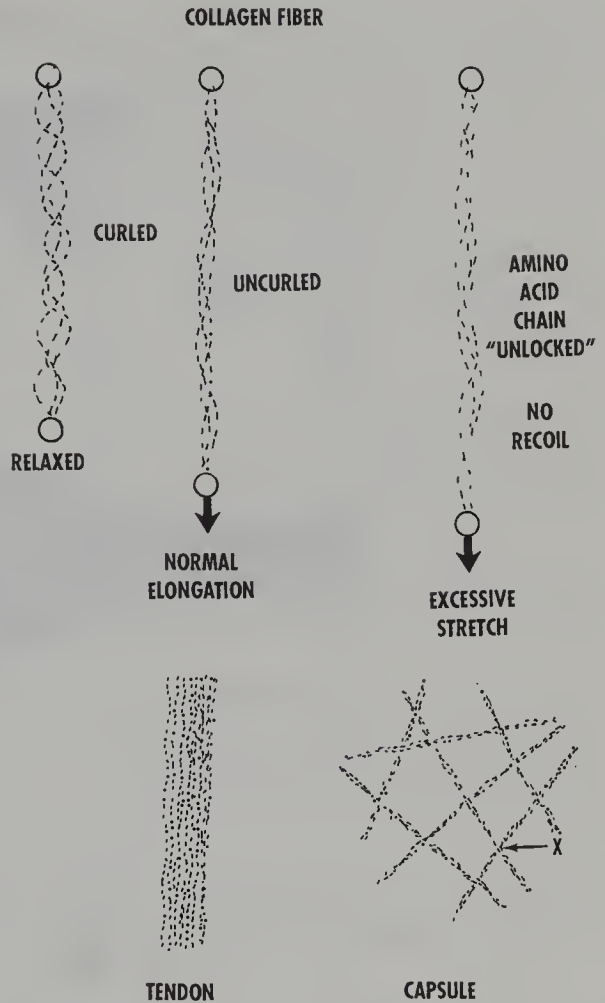 COLLAGEN FIBER
CURLED
RELAXED
UNCURLED
NORMAL
ELONGATION
AMINO
ACID
CHAIN
"UNLOCKED"
NO
RECOIL
EXCESSIVE
STRETCH
X
TENDON
CAPSULE